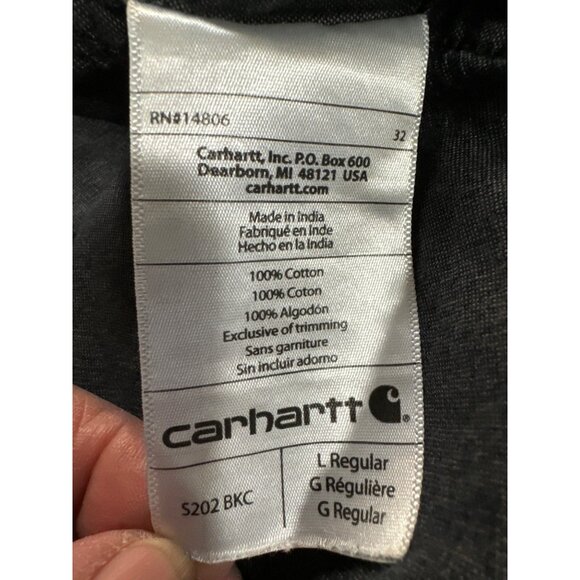 RN#14806
32
Carhartt, Inc. P.O. Box 600
Dearborn, MI 48121 USA
carhartt.com
Made in India
Fabriqué en Inde
Hecho en la India
100% Cotton
100% Coton
100% Algodón
Exclusive of trimming
Sans garniture
Sin incluir adorno
carhartt
S202 BKC
L Regular
G Régulière
G Regular